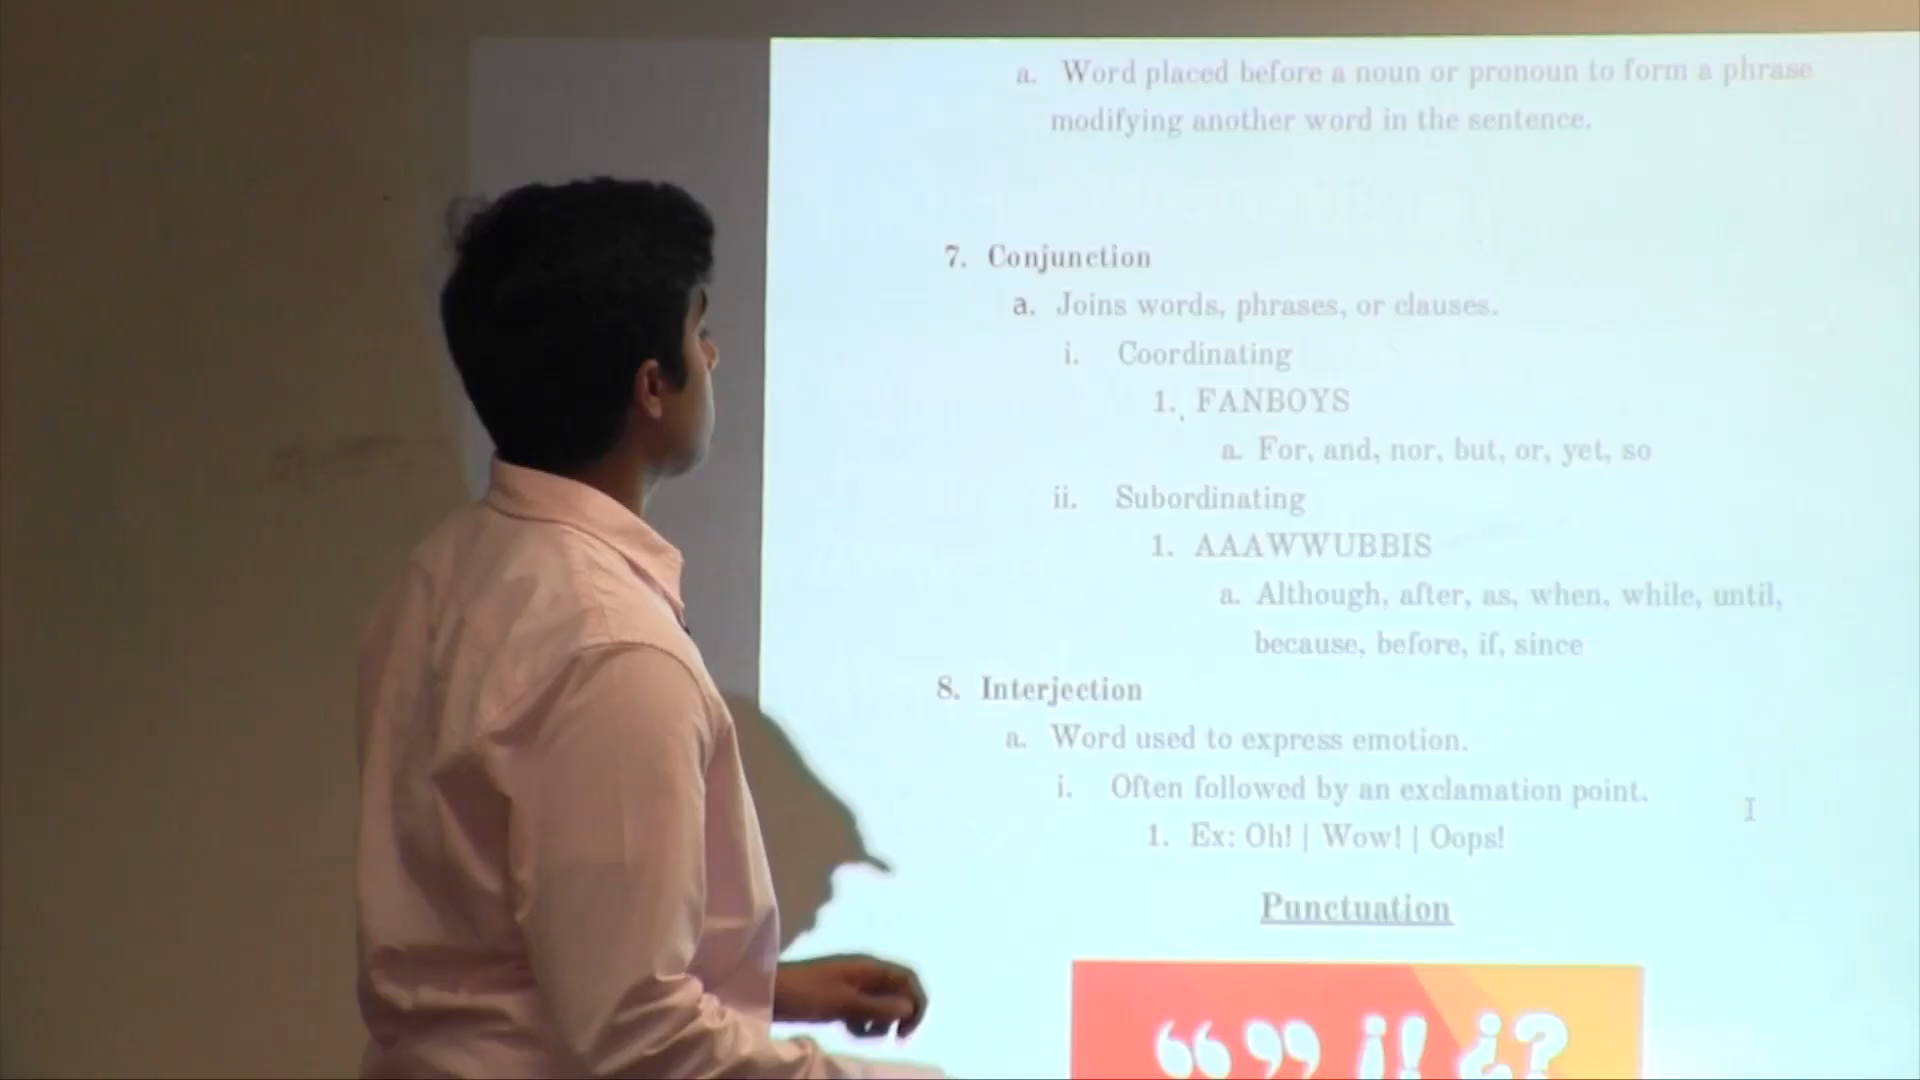 a. Word placed before a noun or pronoun to form a phrase
modifying another word in the sentence.
7. Conjunction
a. Joins words, phrases, or clauses.
i. Coordinating
1. FANBOYS
a. For, and, nor, but, or, yet, so
ii. Subordinating
1. AAAWWUBBIS
a. Although, after, as, when, while, until,
because, before, if, since
8. Interjection
a. Word used to express emotion.
i. Often followed by an exclamation point.
1. Ex: Oh! | Wow! | Oops!
Punctuation
“ ” ¡! ¿?